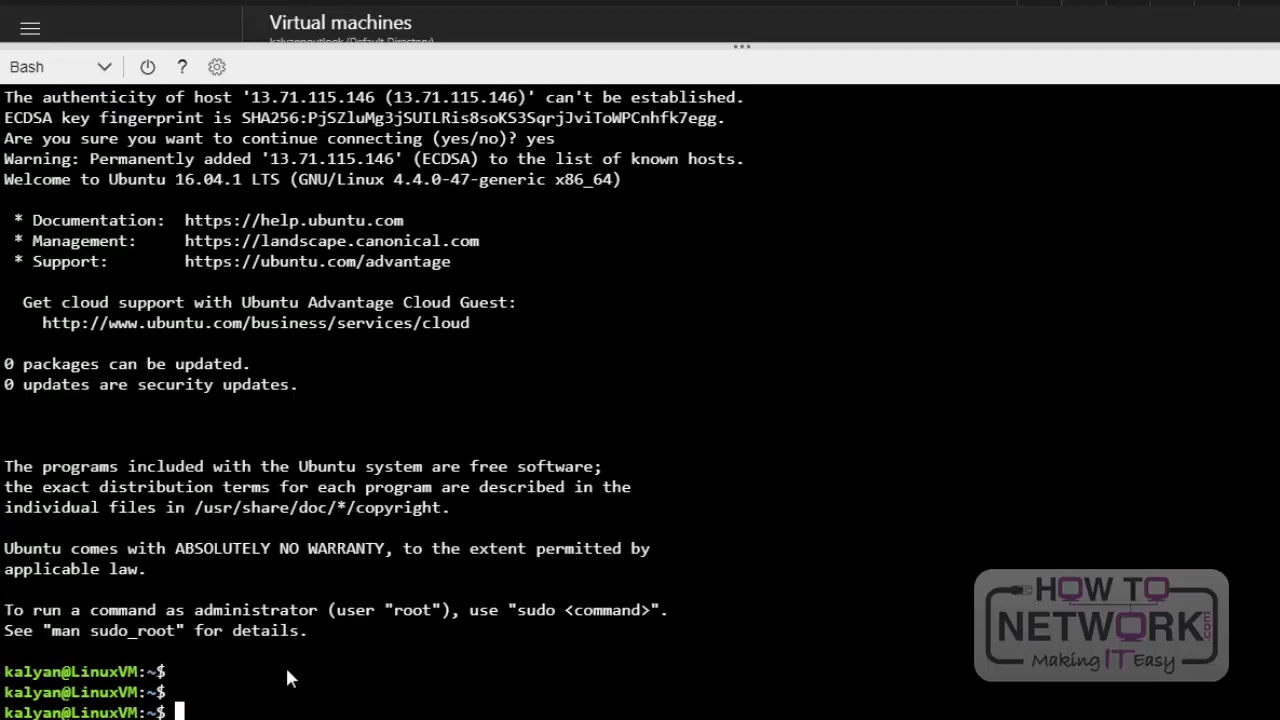 Virtual machines
kalyanoutlook (Default Directory)
Bash
?
The authenticity of host '13.71.115.146 (13.71.115.146)' can't be established.
ECDSA key fingerprint is SHA256:PjSZluMg3jSUILRis8soKS3SqrjJviToWPCnhfk7egg.
Are you sure you want to continue connecting (yes/no)? yes
Warning: Permanently added '13.71.115.146' (ECDSA) to the list of known hosts.
Welcome to Ubuntu 16.04.1 LTS (GNU/Linux 4.4.0-47-generic x86_64)
* Documentation: https://help.ubuntu.com
* Management: https://landscape.canonical.com
* Support: https://ubuntu.com/advantage
Get cloud support with Ubuntu Advantage Cloud Guest:
http://www.ubuntu.com/business/services/cloud
0 packages can be updated.
0 updates are security updates.
The programs included with the Ubuntu system are free software;
the exact distribution terms for each program are described in the
individual files in /usr/share/doc/*/copyright.
Ubuntu comes with ABSOLUTELY NO WARRANTY, to the extent permitted by
applicable law.
To run a command as administrator (user "root"), use "sudo <command>".
See "man sudo_root" for details.
kalyan@LinuxVM:~$
kalyan@LinuxVM:~$
kalyan@LinuxVM:~$
HOW TO
NETWORK.com
Making IT Easy